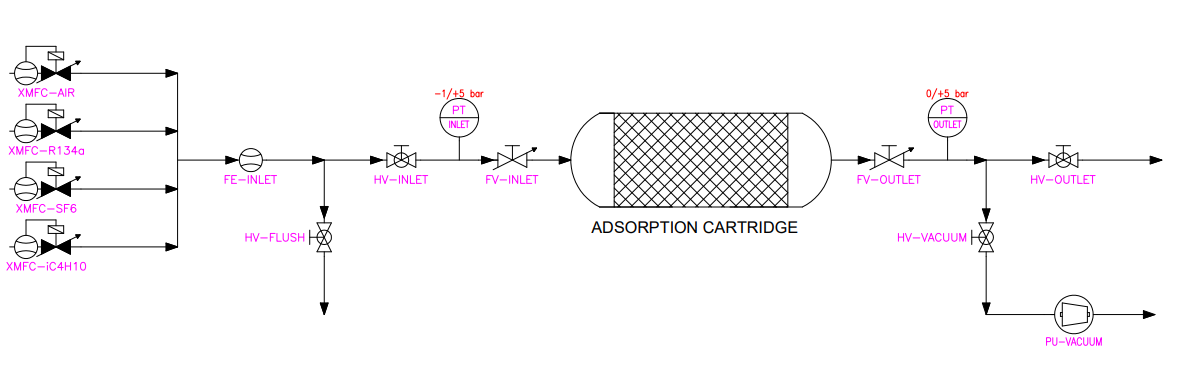 XMFC-AIR
XMFC-R134a
XMFC-SF6
XMFC-iC4H10
FE-INLET
HV-FLUSH
HV-INLET
-1/+5 bar
PT
INLET
FV-INLET
ADSORPTION CARTRIDGE
FV-OUTLET
0/+5 bar
PT
OUTLET
HV-OUTLET
HV-VACUUM
PU-VACUUM